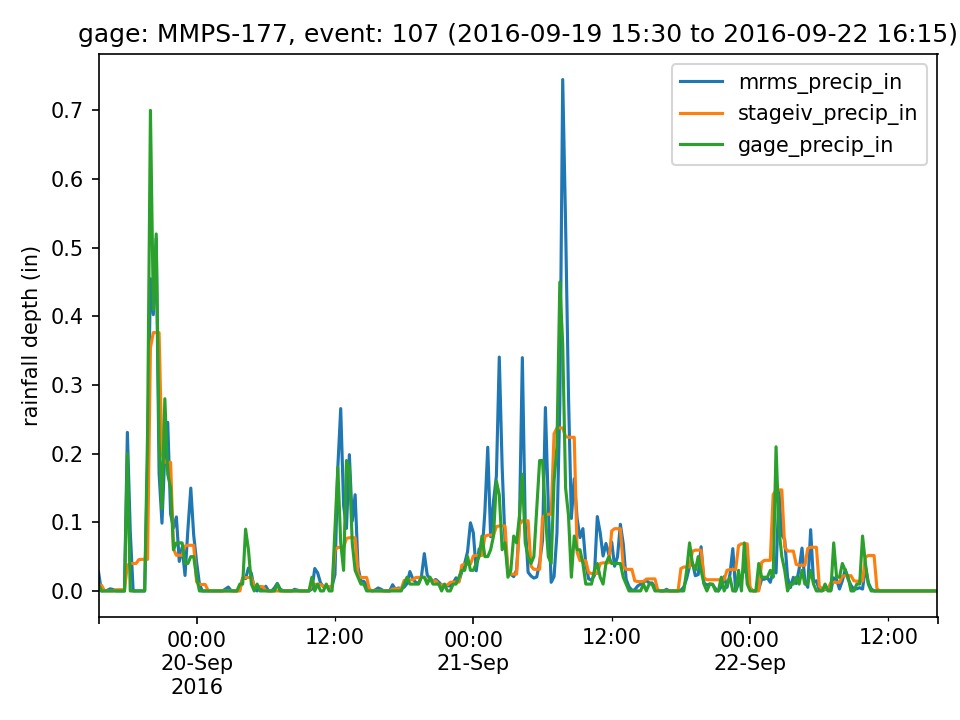 gage: MMPS-177, event: 107 (2016-09-19 15:30 to 2016-09-22 16:15)
mrms_precip_in
stageiv_precip_in
gage_precip_in
rainfall depth (in)
0.7
0.6
0.5
0.4
0.3
0.2
0.1
0.0
00:00
20-Sep
2016
12:00
00:00
21-Sep
12:00
00:00
22-Sep
12:00